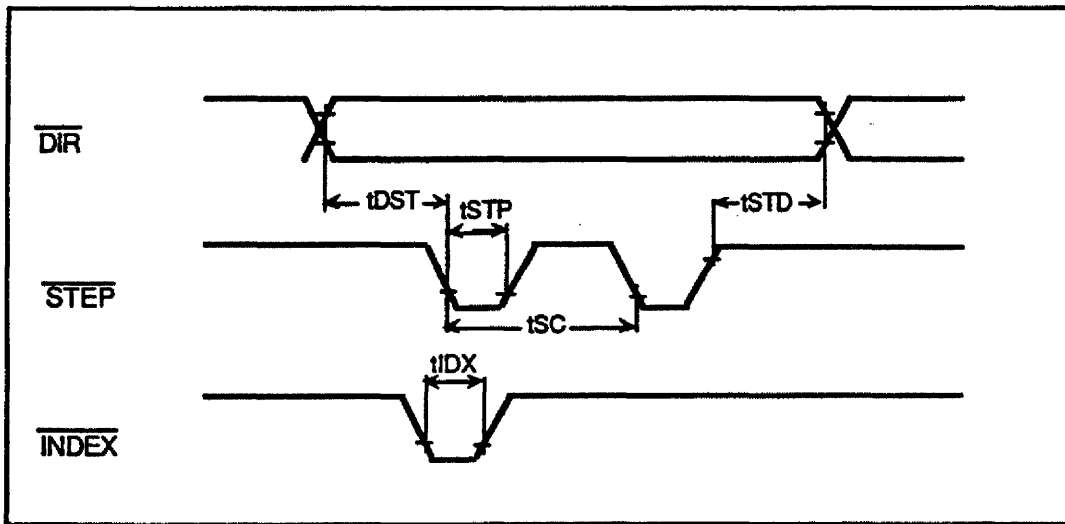 DIR
tDST
tSTP
tSTD
STEP
tSC
tIDX
INDEX